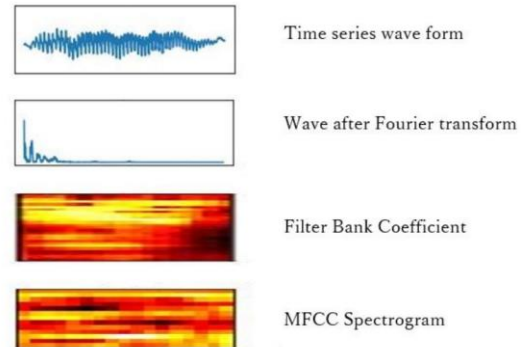 Time series wave form
Wave after Fourier transform
Filter Bank Coefficient
MFCC Spectrogram